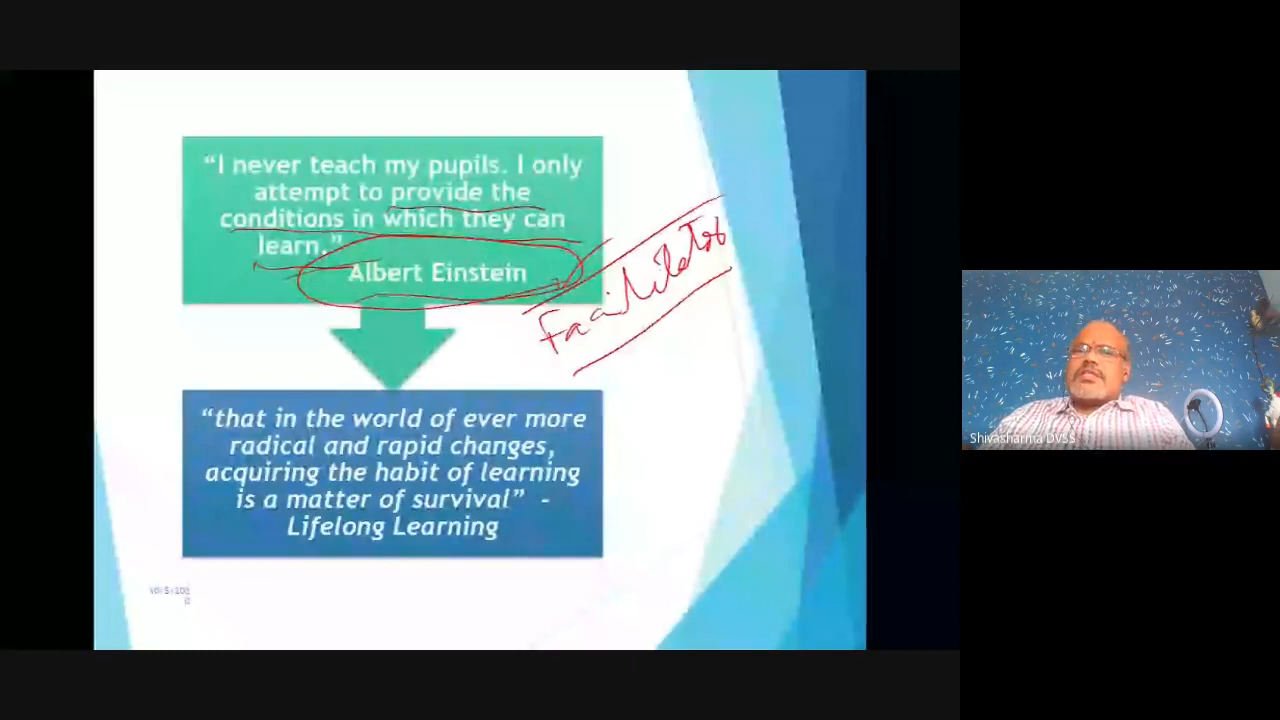 “I never teach my pupils. I only
attempt to provide the
conditions in which they can
learn.”
Albert Einstein
Facilitator
“that in the world of ever more
radical and rapid changes,
acquiring the habit of learning
is a matter of survival” -
Lifelong Learning
Shivasharma DVSS